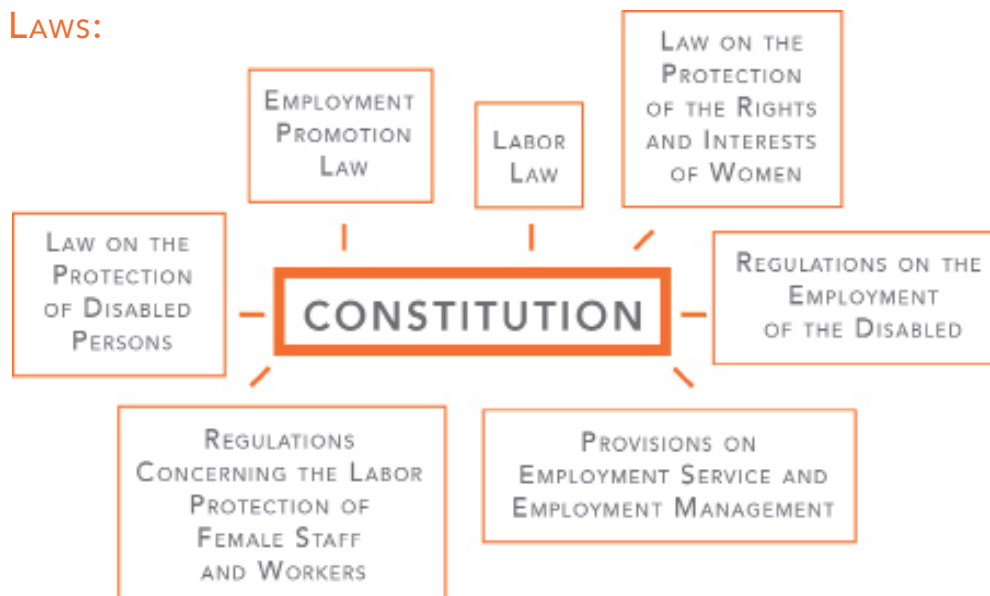 LAWS:
EMPLOYMENT
PROMOTION
LAW
LABOR
LAW
LAW ON THE
PROTECTION
OF THE RIGHTS
AND INTERESTS
OF WOMEN
LAW ON THE
PROTECTION
OF DISABLED
PERSONS
CONSTITUTION
REGULATIONS ON THE
EMPLOYMENT
OF THE DISABLED
REGULATIONS
CONCERNING THE LABOR
PROTECTION OF
FEMALE STAFF
AND WORKERS
PROVISIONS ON
EMPLOYMENT SERVICE AND
EMPLOYMENT MANAGEMENT